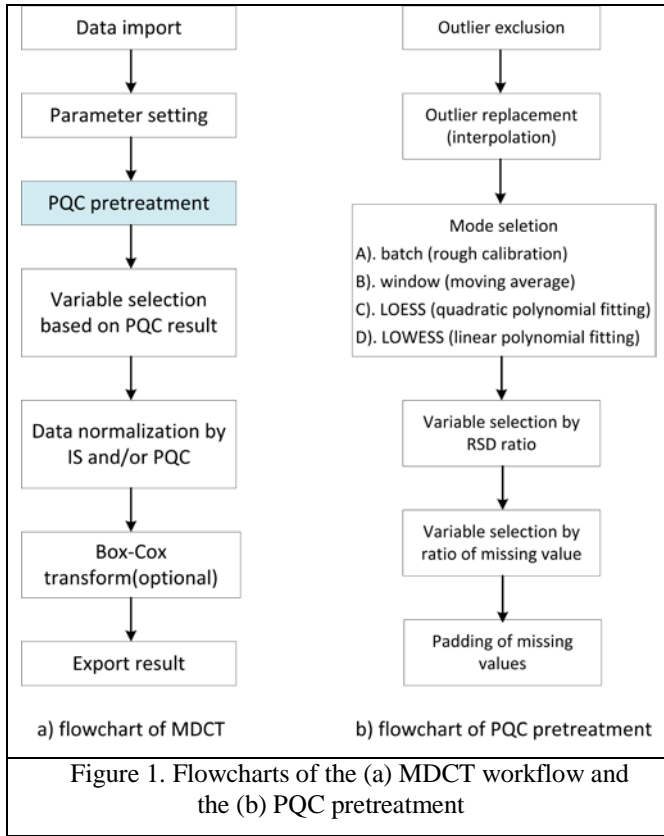 Data import
Parameter setting
PQC pretreatment
Variable selection
based on PQC result
Data normalization by
IS and/or PQC
Box-Cox
transform(optional)
Export result
a) flowchart of MDCT
Outlier exclusion
Outlier replacement
(interpolation)
Mode seletion
A). batch (rough calibration)
B). window (moving average)
C). LOESS (quadratic polynomial fitting)
D). LOWESS (linear polynomial fitting)
Variable selection by
RSD ratio
Variable selection by
ratio of missing value
Padding of missing
values
b) flowchart of PQC pretreatment
Figure 1. Flowcharts of the (a) MDCT workflow and
the (b) PQC pretreatment